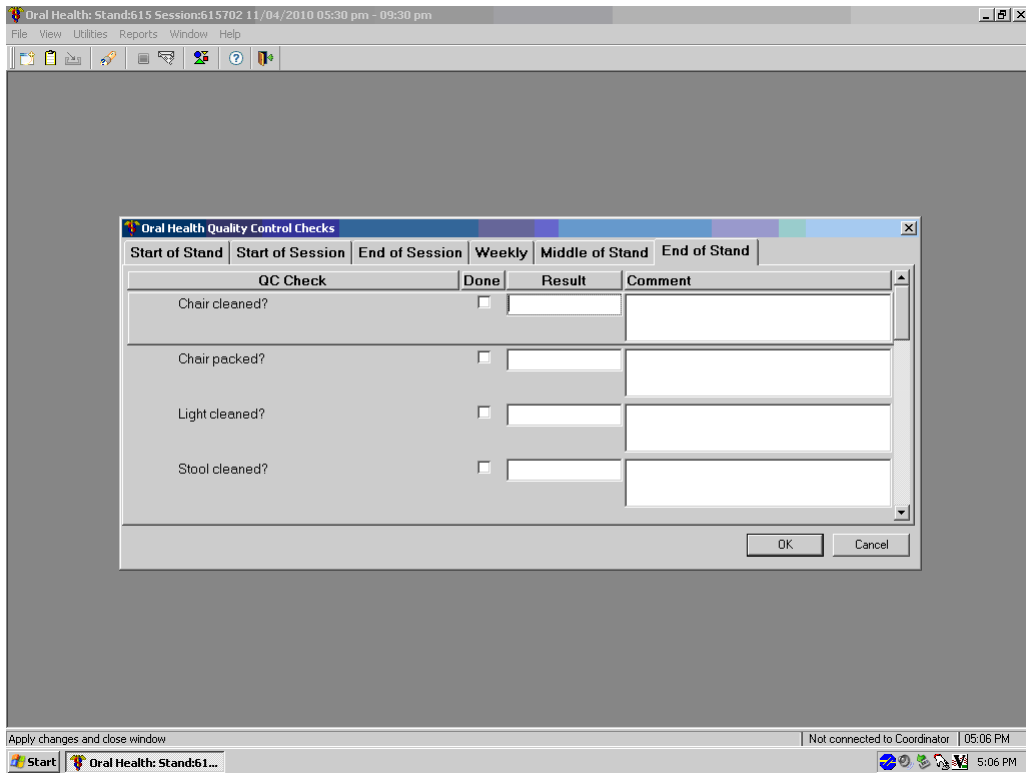 Oral Health: Stand:615 Session:615702 11/04/2010 05:30 pm - 09:30 pm
File View Utilities Reports Window Help
Oral Health Quality Control Checks
Start of Stand Start of Session End of Session Weekly Middle of Stand End of Stand
QC Check Done Result Comment
Chair cleaned?
Chair packed?
Light cleaned?
Stool cleaned?
OK Cancel
Apply changes and close window Not connected to Coordinator 05:06 PM
Start Oral Health: Stand:61... 5:06 PM